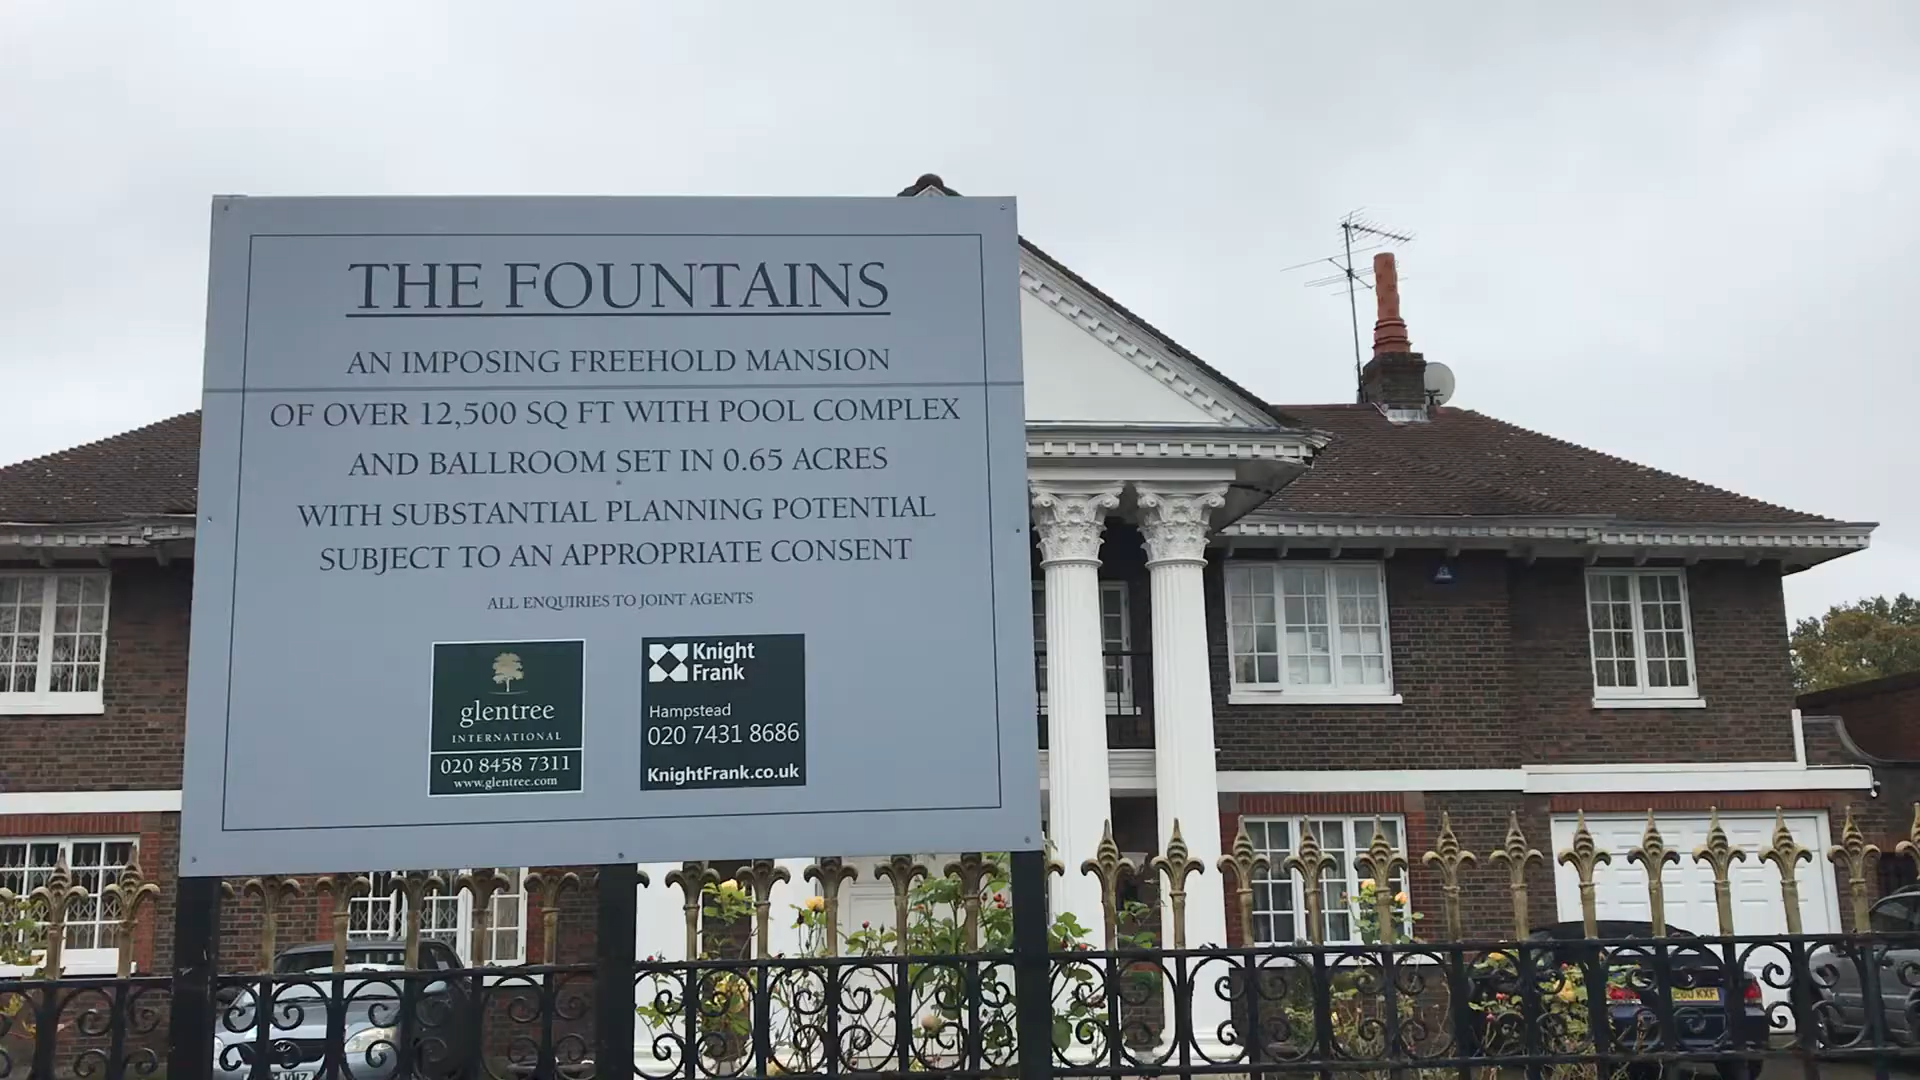 THE FOUNTAINS
AN IMPOSING FREEHOLD MANSION
OF OVER 12,500 SQ FT WITH POOL COMPLEX
AND BALLROOM SET IN 0.65 ACRES
WITH SUBSTANTIAL PLANNING POTENTIAL
SUBJECT TO AN APPROPRIATE CONSENT
ALL ENQUIRIES TO JOINT AGENTS
glentree
INTERNATIONAL
020 8458 7311
www.glentree.com
Knight
Frank
Hampstead
020 7431 8686
KnightFrank.co.uk